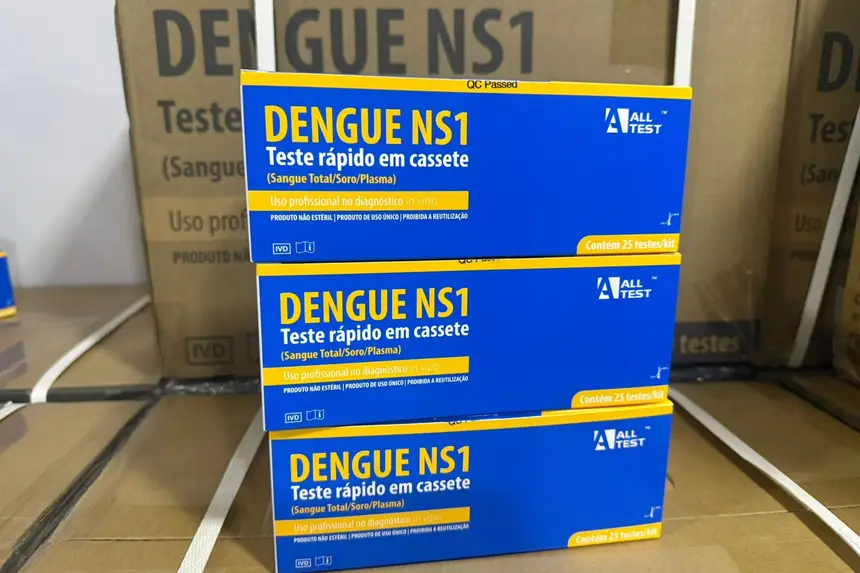 DENGUE NS1
Teste
(Sangue
Uso prof
PRODUTO NÃO
IVD
testes
QC Passed
DENGUE NS1
Teste rápido em cassete
(Sangue Total/Soro/Plasma)
Uso profissional no diagnóstico in vitro
PRODUTO NÃO ESTÉRIL | PRODUTO DE USO ÚNICO | PROIBIDA A REUTILIZAÇÃO
IVD
ALL TEST ™
Contém 25 testes/kit
DENGUE NS1
Teste rápido em cassete
(Sangue Total/Soro/Plasma)
Uso profissional no diagnóstico in vitro
PRODUTO NÃO ESTÉRIL | PRODUTO DE USO ÚNICO | PROIBIDA A REUTILIZAÇÃO
IVD
ALL TEST ™
Contém 25 testes/kit
DENGUE NS1
Teste rápido em cassete
(Sangue Total/Soro/Plasma)
Uso profissional no diagnóstico in vitro
PRODUTO NÃO ESTÉRIL | PRODUTO DE USO ÚNICO | PROIBIDA A REUTILIZAÇÃO
IVD
ALL TEST ™
Contém 25 testes/kit